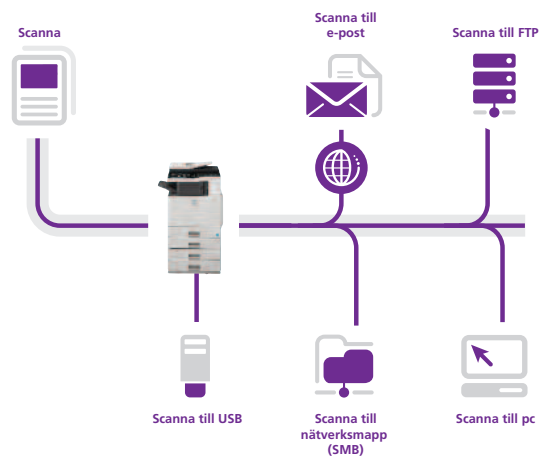 Scanna
Scanna till
e-post
Scanna till FTP
Scanna till USB
Scanna till
nätverksmapp
(SMB)
Scanna till pc